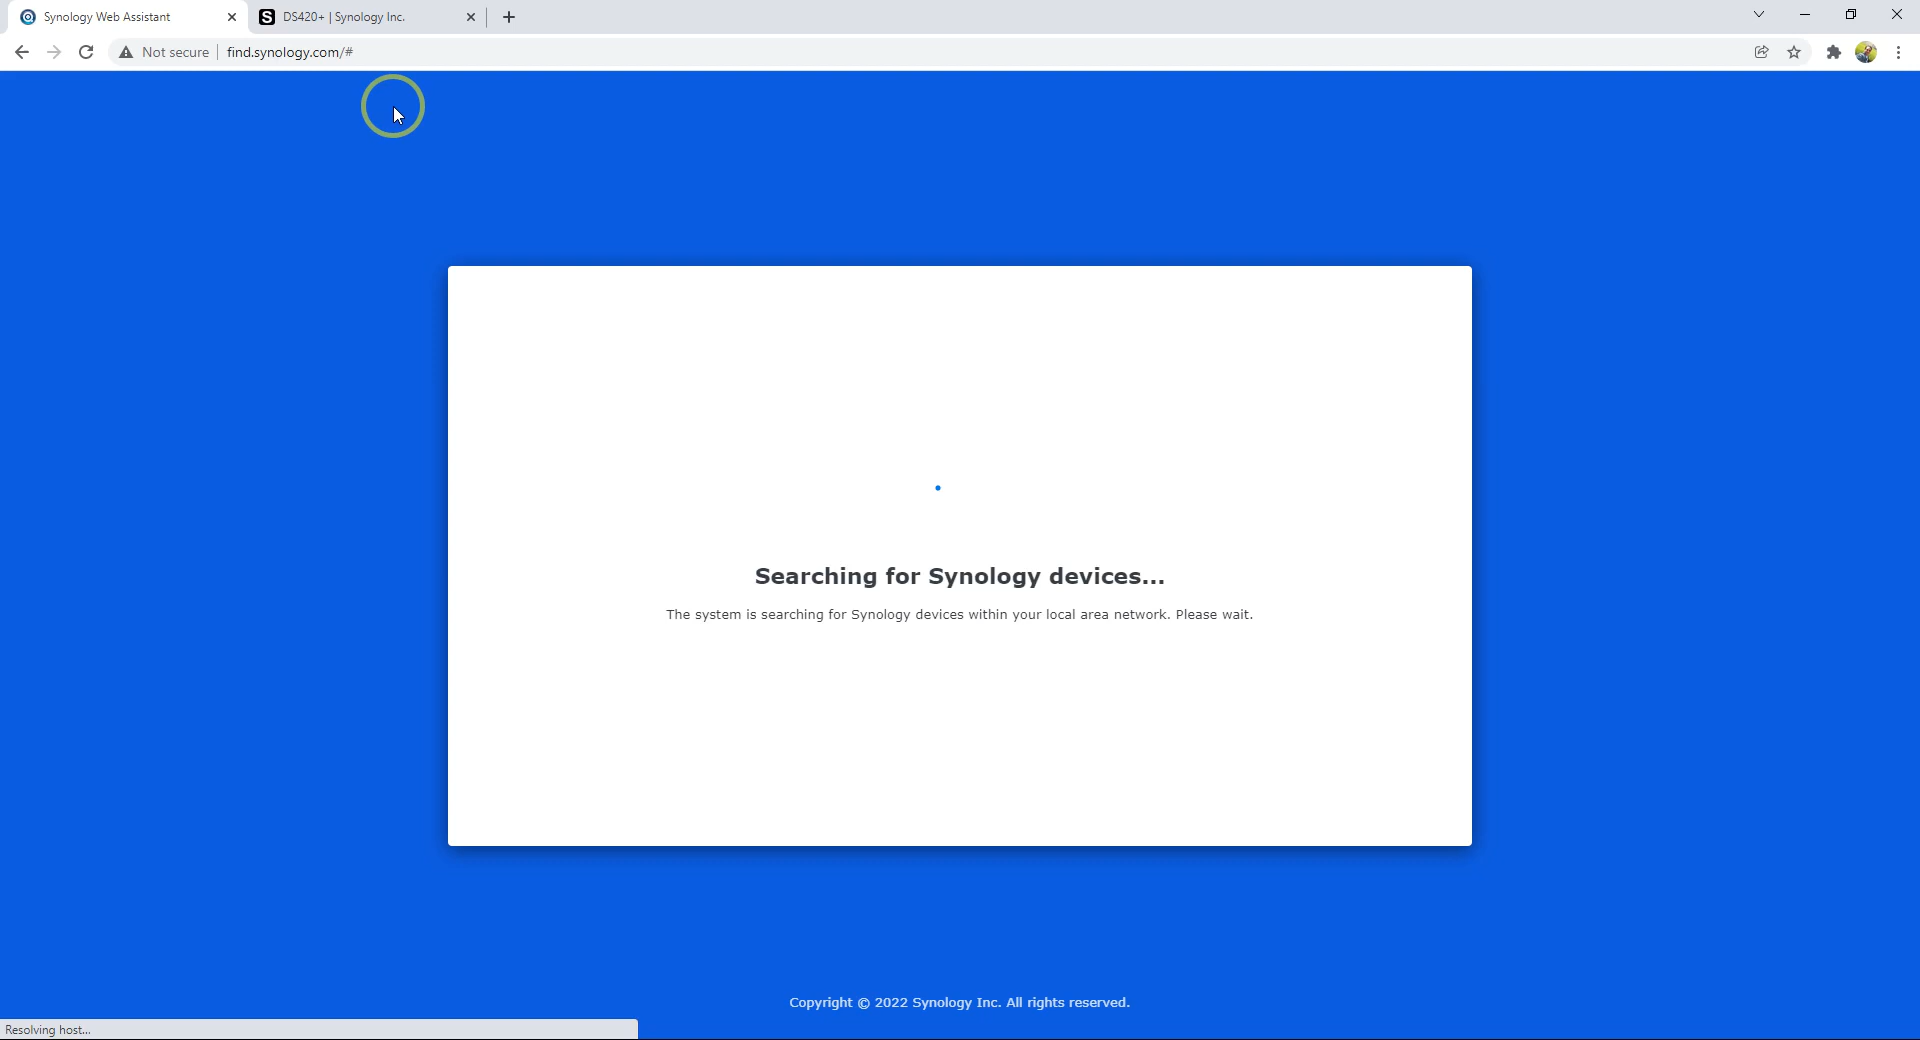 Synology Web Assistant
DS420+ | Synology Inc.
Not secure
find.synology.com/#
Searching for Synology devices...
The system is searching for Synology devices within your local area network. Please wait.
Copyright © 2022 Synology Inc. All rights reserved.
Resolving host...